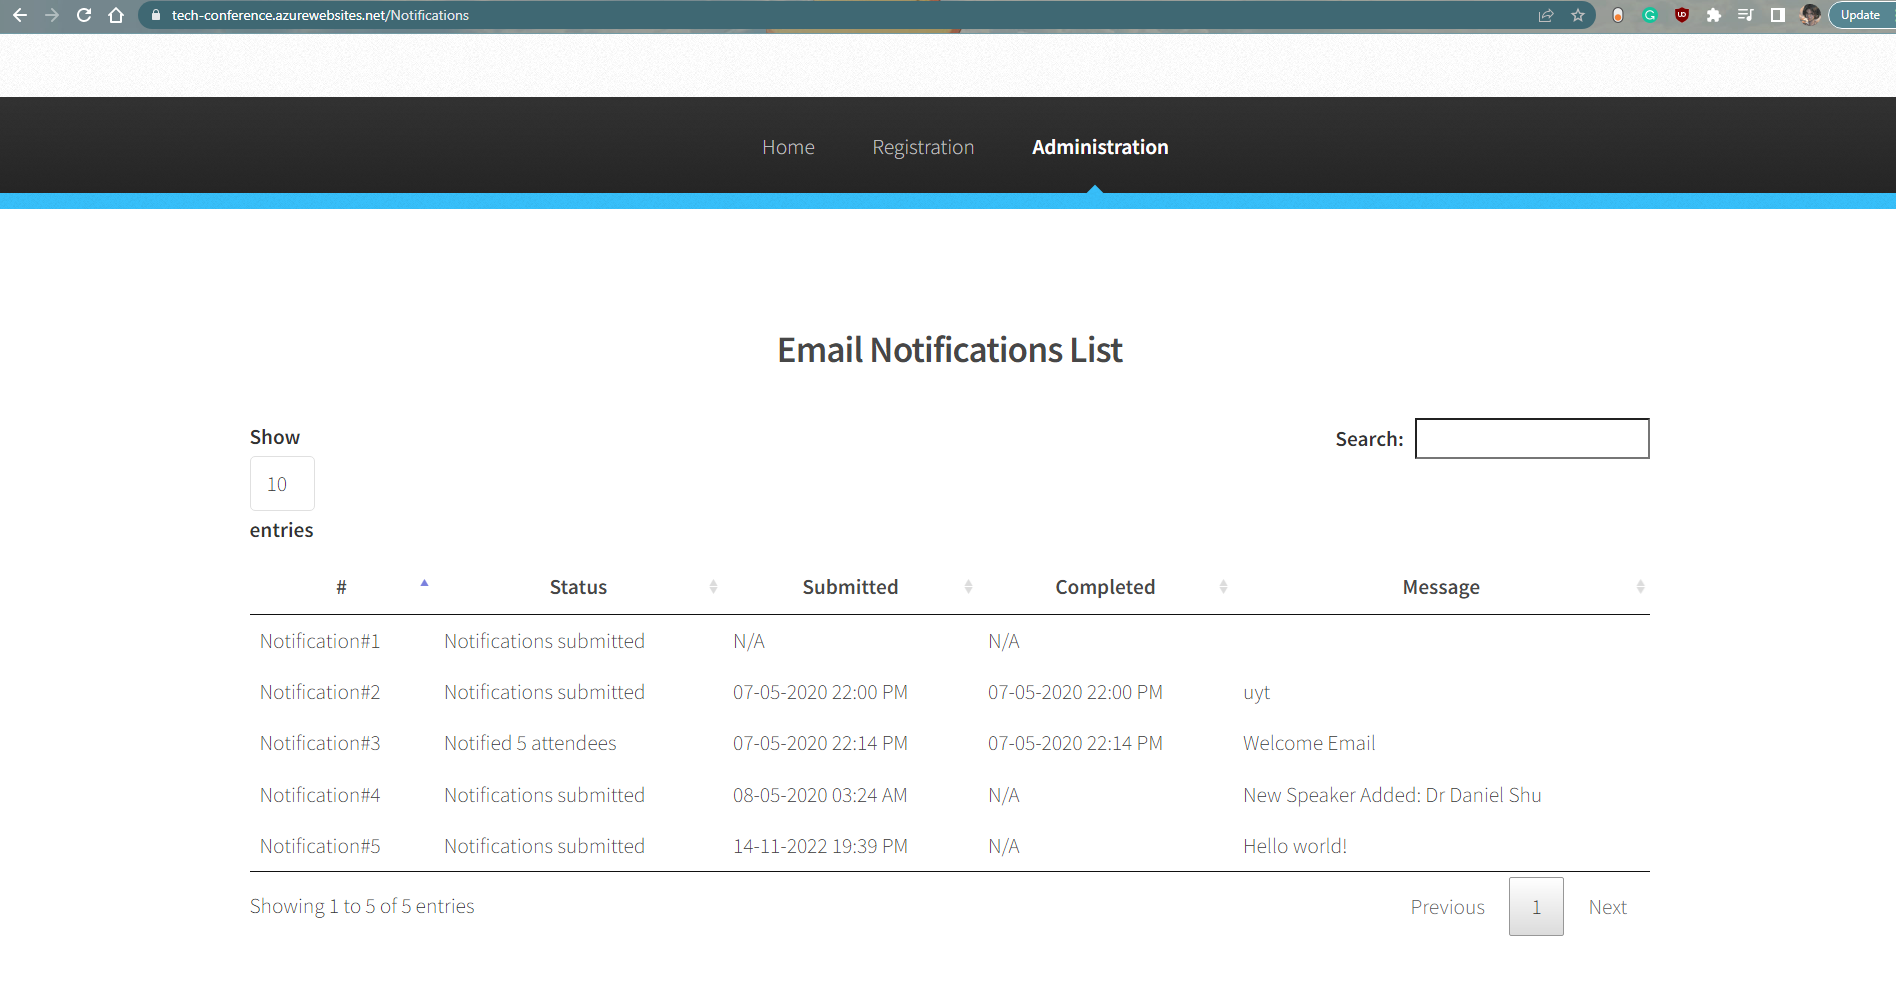 tech-conference.azurewebsites.net/Notifications
Update
Home Registration Administration
Email Notifications List
Show
10
entries
Search:
# Status Submitted Completed Message
Notification#1 Notifications submitted N/A N/A
Notification#2 Notifications submitted 07-05-2020 22:00 PM 07-05-2020 22:00 PM uyt
Notification#3 Notified 5 attendees 07-05-2020 22:14 PM 07-05-2020 22:14 PM Welcome Email
Notification#4 Notifications submitted 08-05-2020 03:24 AM N/A New Speaker Added: Dr Daniel Shu
Notification#5 Notifications submitted 14-11-2022 19:39 PM N/A Hello world!
Showing 1 to 5 of 5 entries
Previous 1 Next